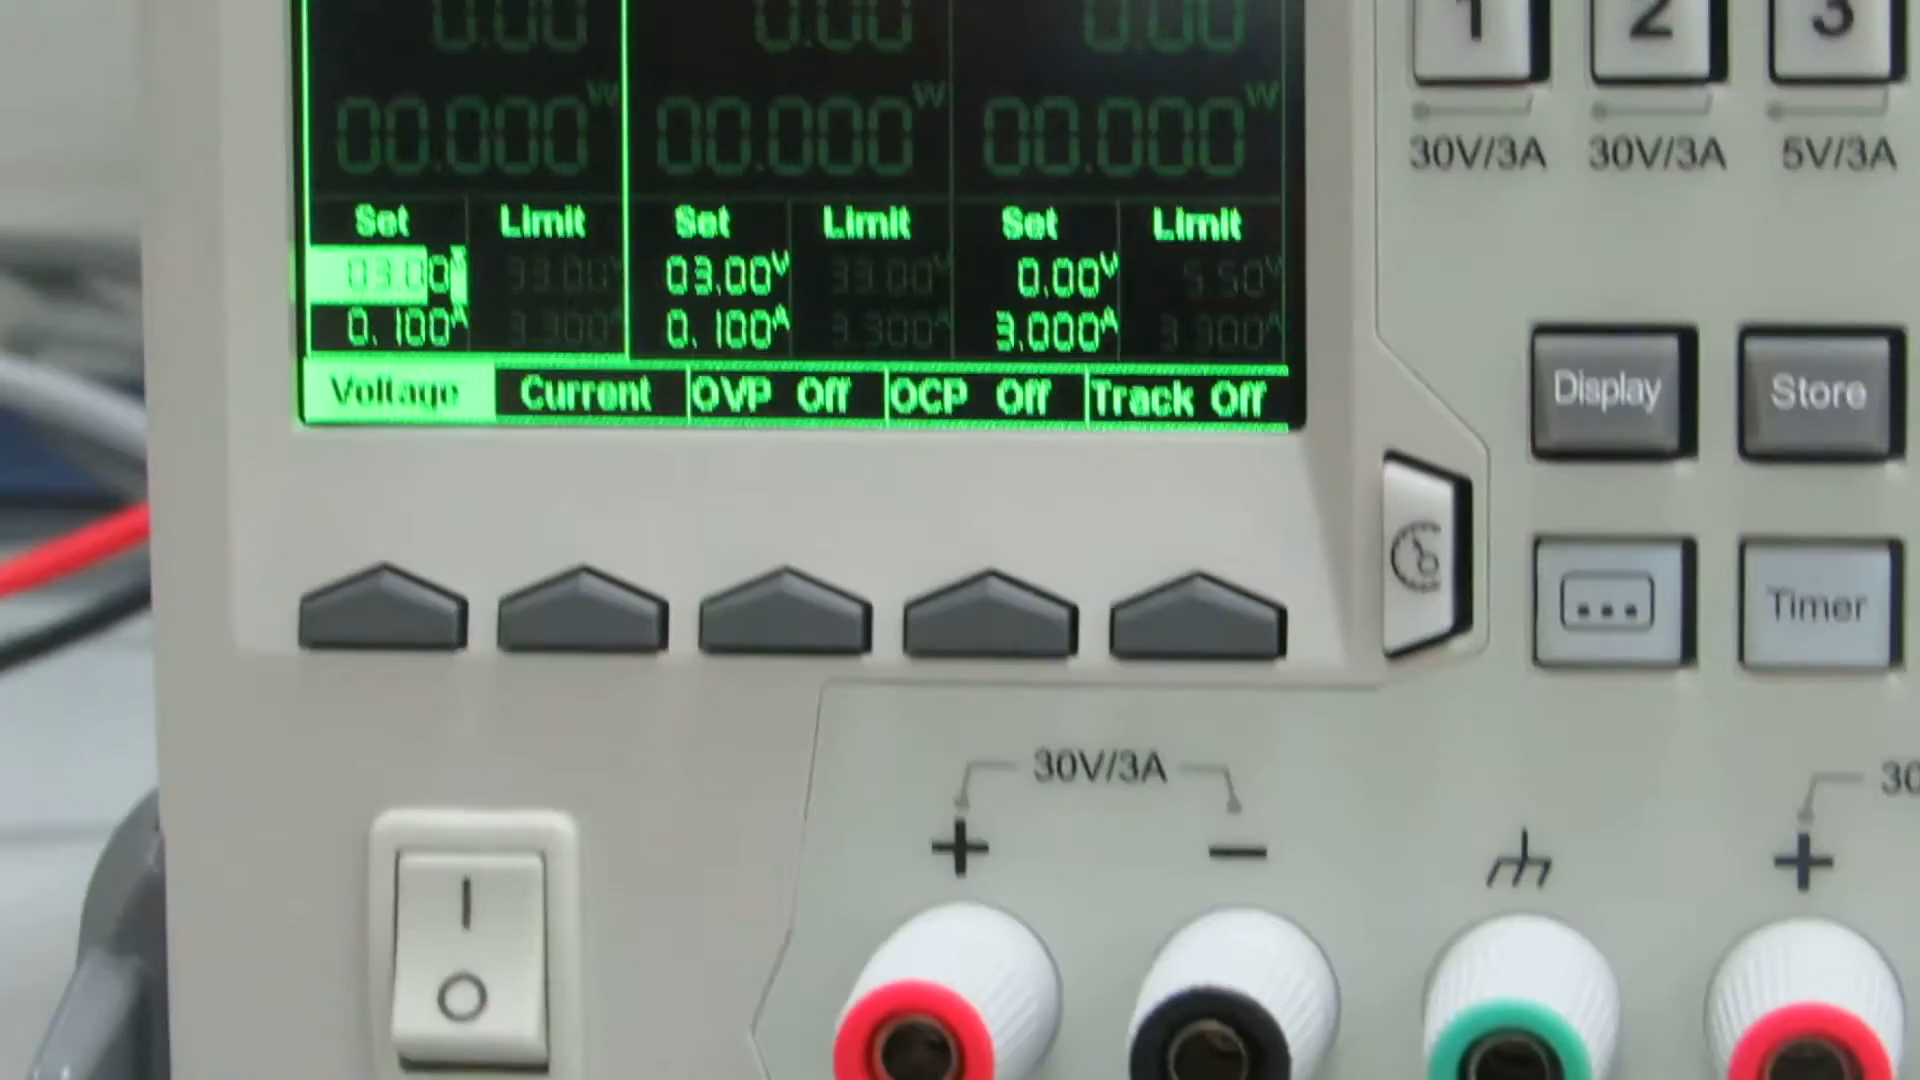 0.00 0.00 0.00
00.000W 00.000W 00.000W
Set Limit Set Limit Set Limit
03.00V 33.00V 03.00V 33.00V 0.00V 5.50V
0.100A 3.300A 0.100A 3.300A 3.000A 3.300A
Voltage Current OVP Off OCP Off Track Off
1 2 3
30V/3A 30V/3A 5V/3A
Display Store
Timer
30V/3A 30
+ − +